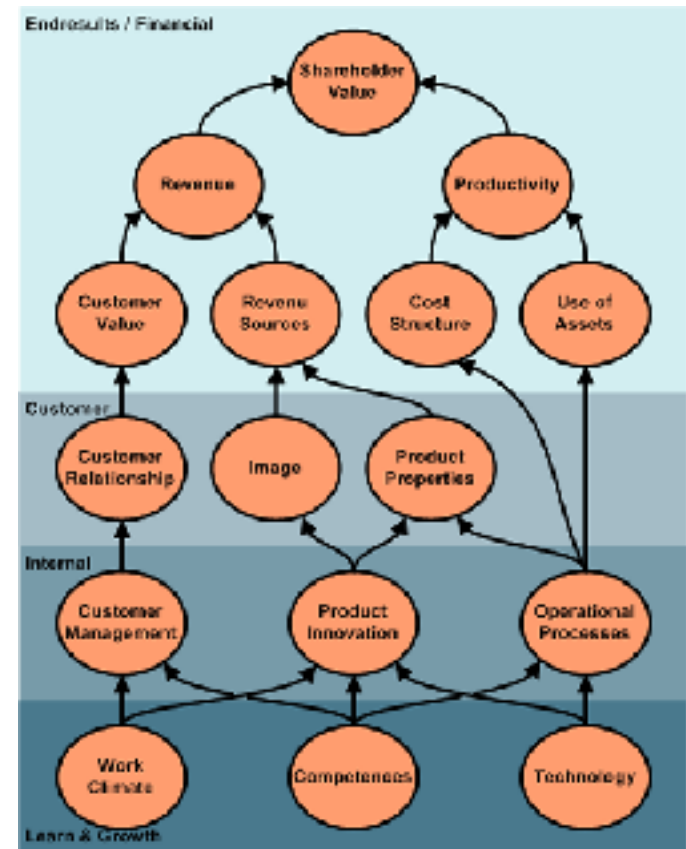 Endresults / Financial
Shareholder
Value
Revenue
Productivity
Customer
Value
Revenu
Sources
Cost
Structure
Use of
Assets
Customer
Customer
Relationship
Image
Product
Properties
Internal
Customer
Management
Product
Innovation
Operational
Processes
Work
Climate
Competences
Technology
Learn & Growth